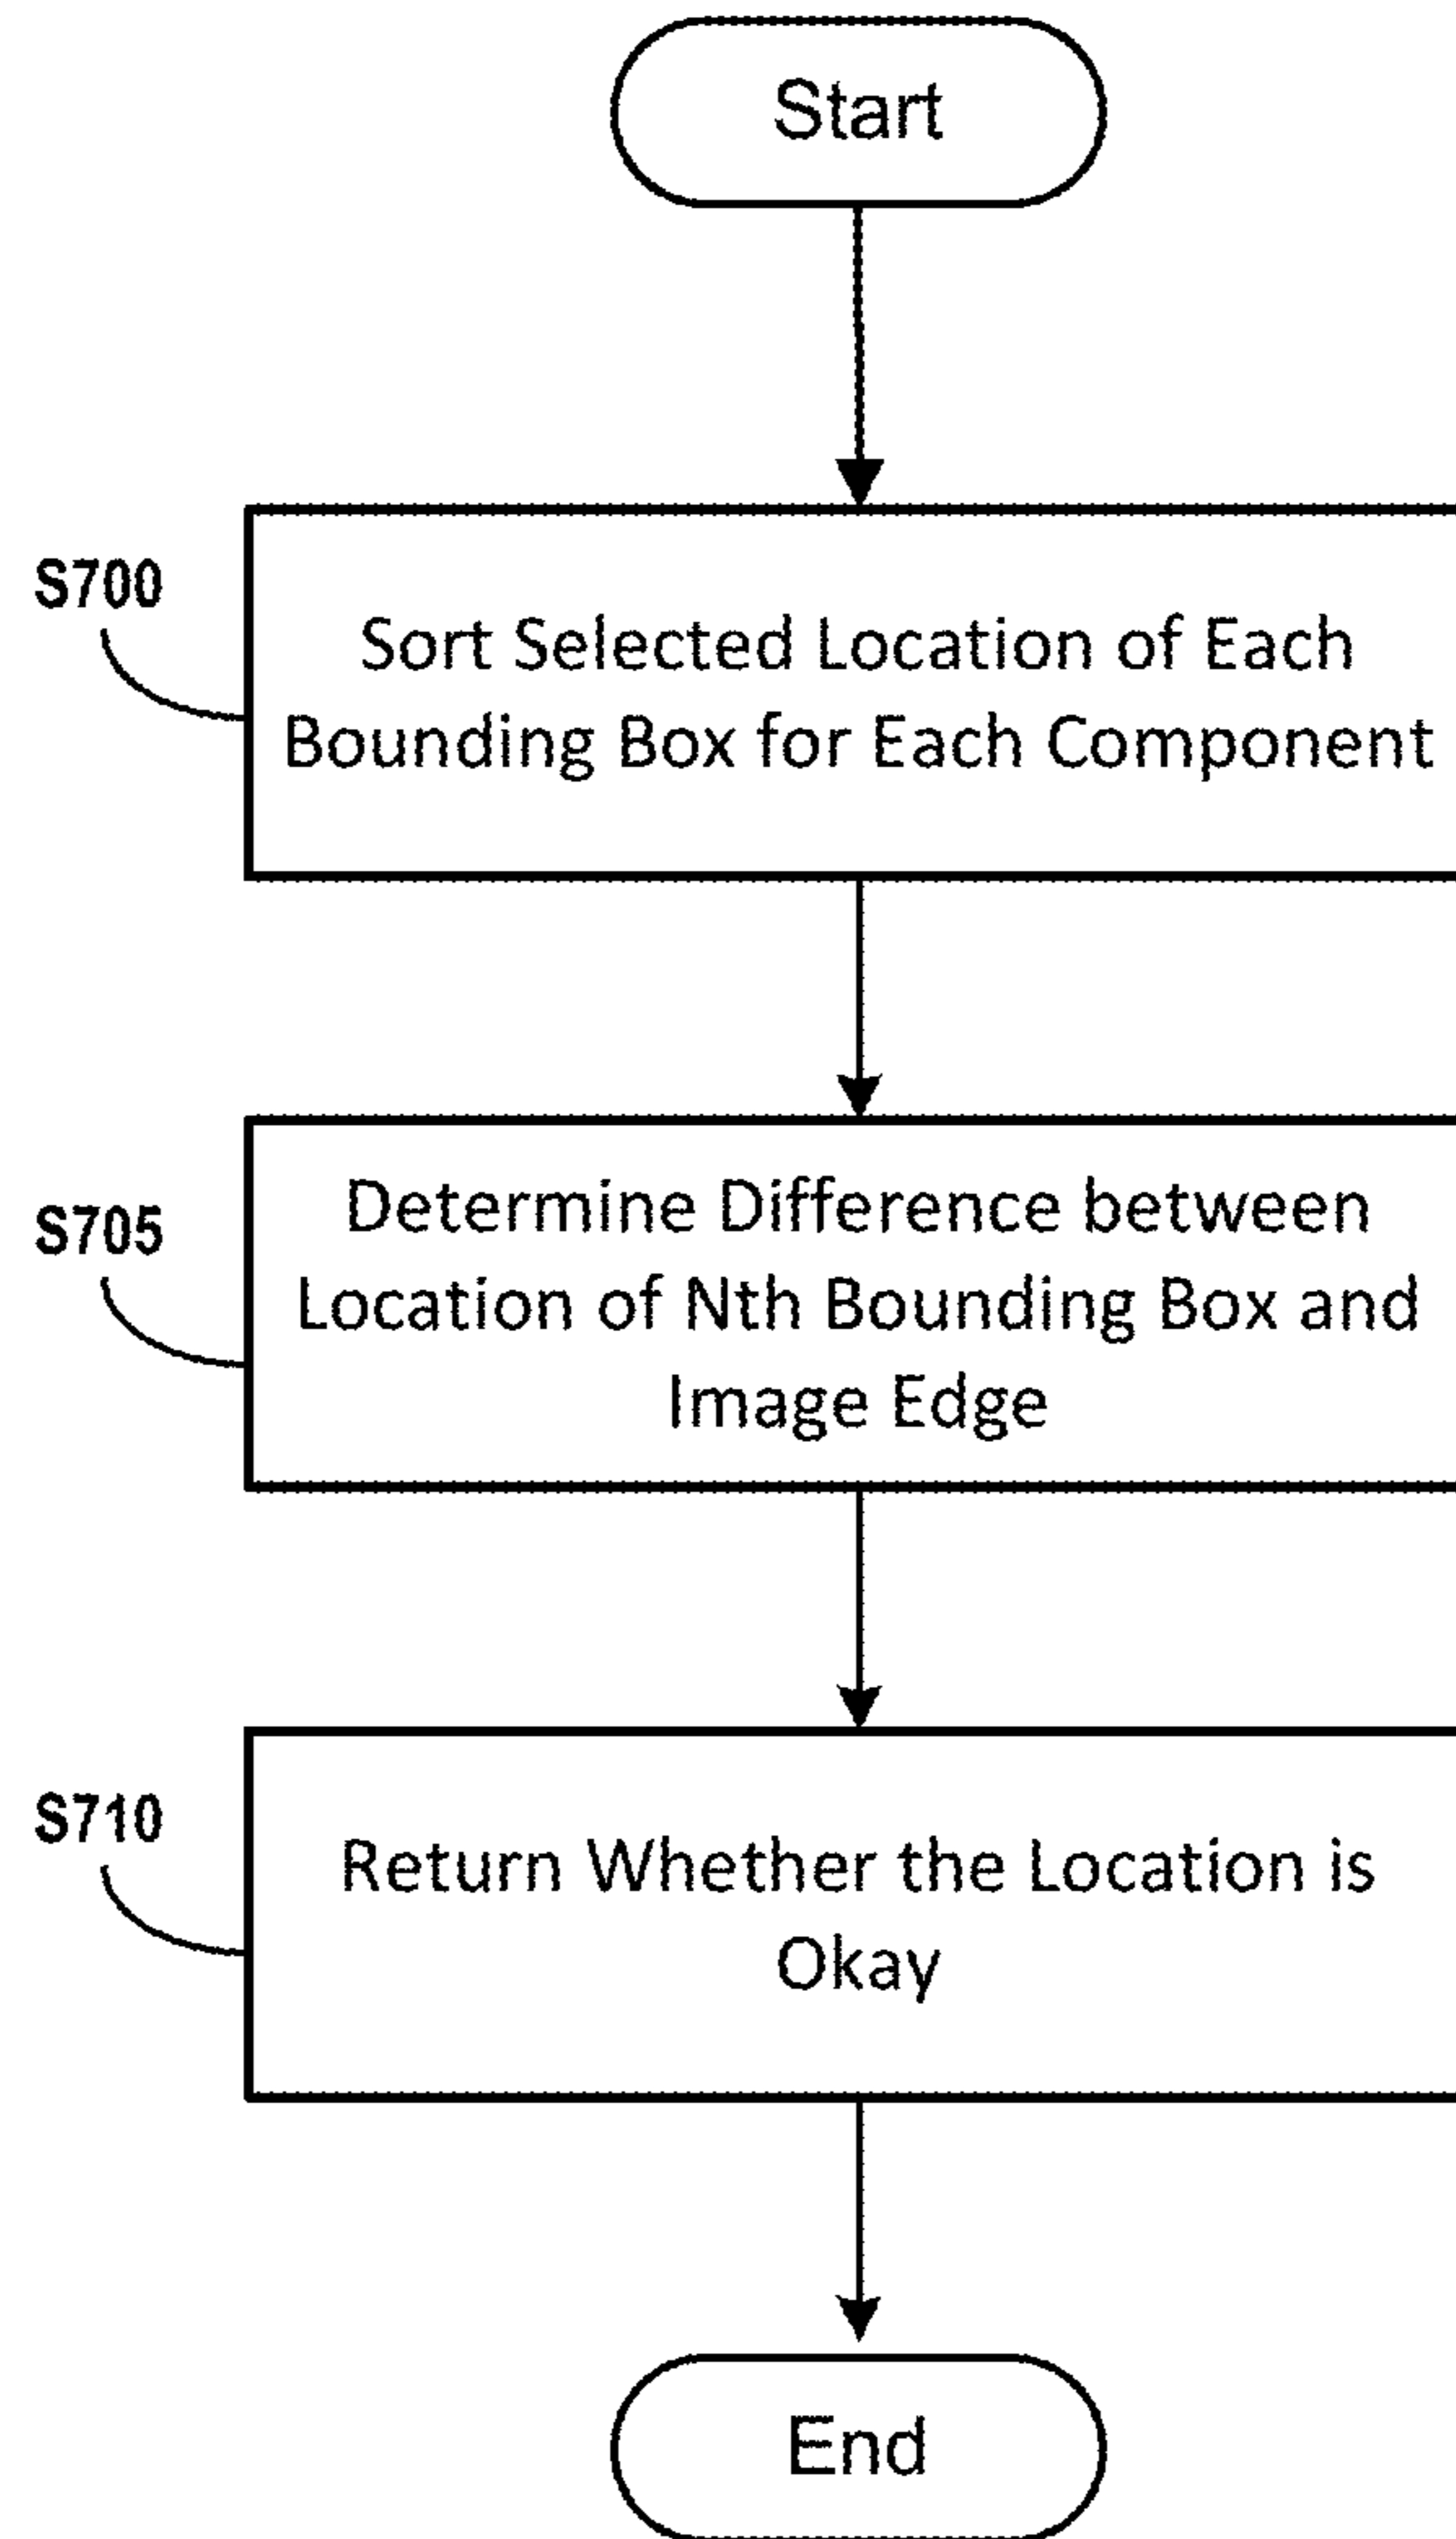 Start
S700
Sort Selected Location of Each
Bounding Box for Each Component
S705
Determine Difference between
Location of Nth Bounding Box and
Image Edge
S710
Return Whether the Location is
Okay
End